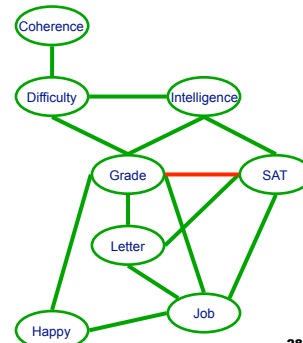 Coherence
Difficulty
Intelligence
Grade
SAT
Letter
Job
Happy
28